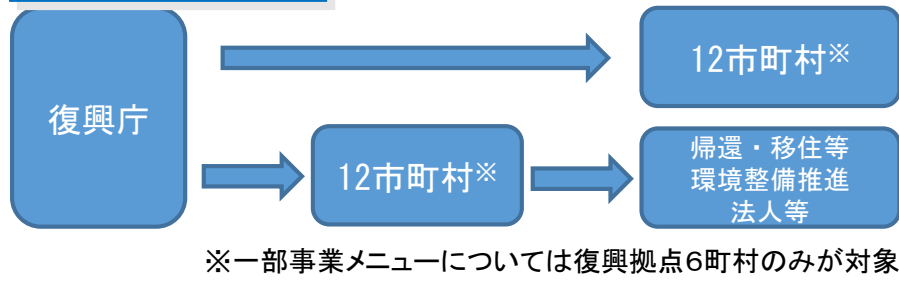 復興庁
12市町村※
12市町村※
帰還・移住等
環境整備推進
法人等
※一部事業メニューについては復興拠点6町村のみが対象